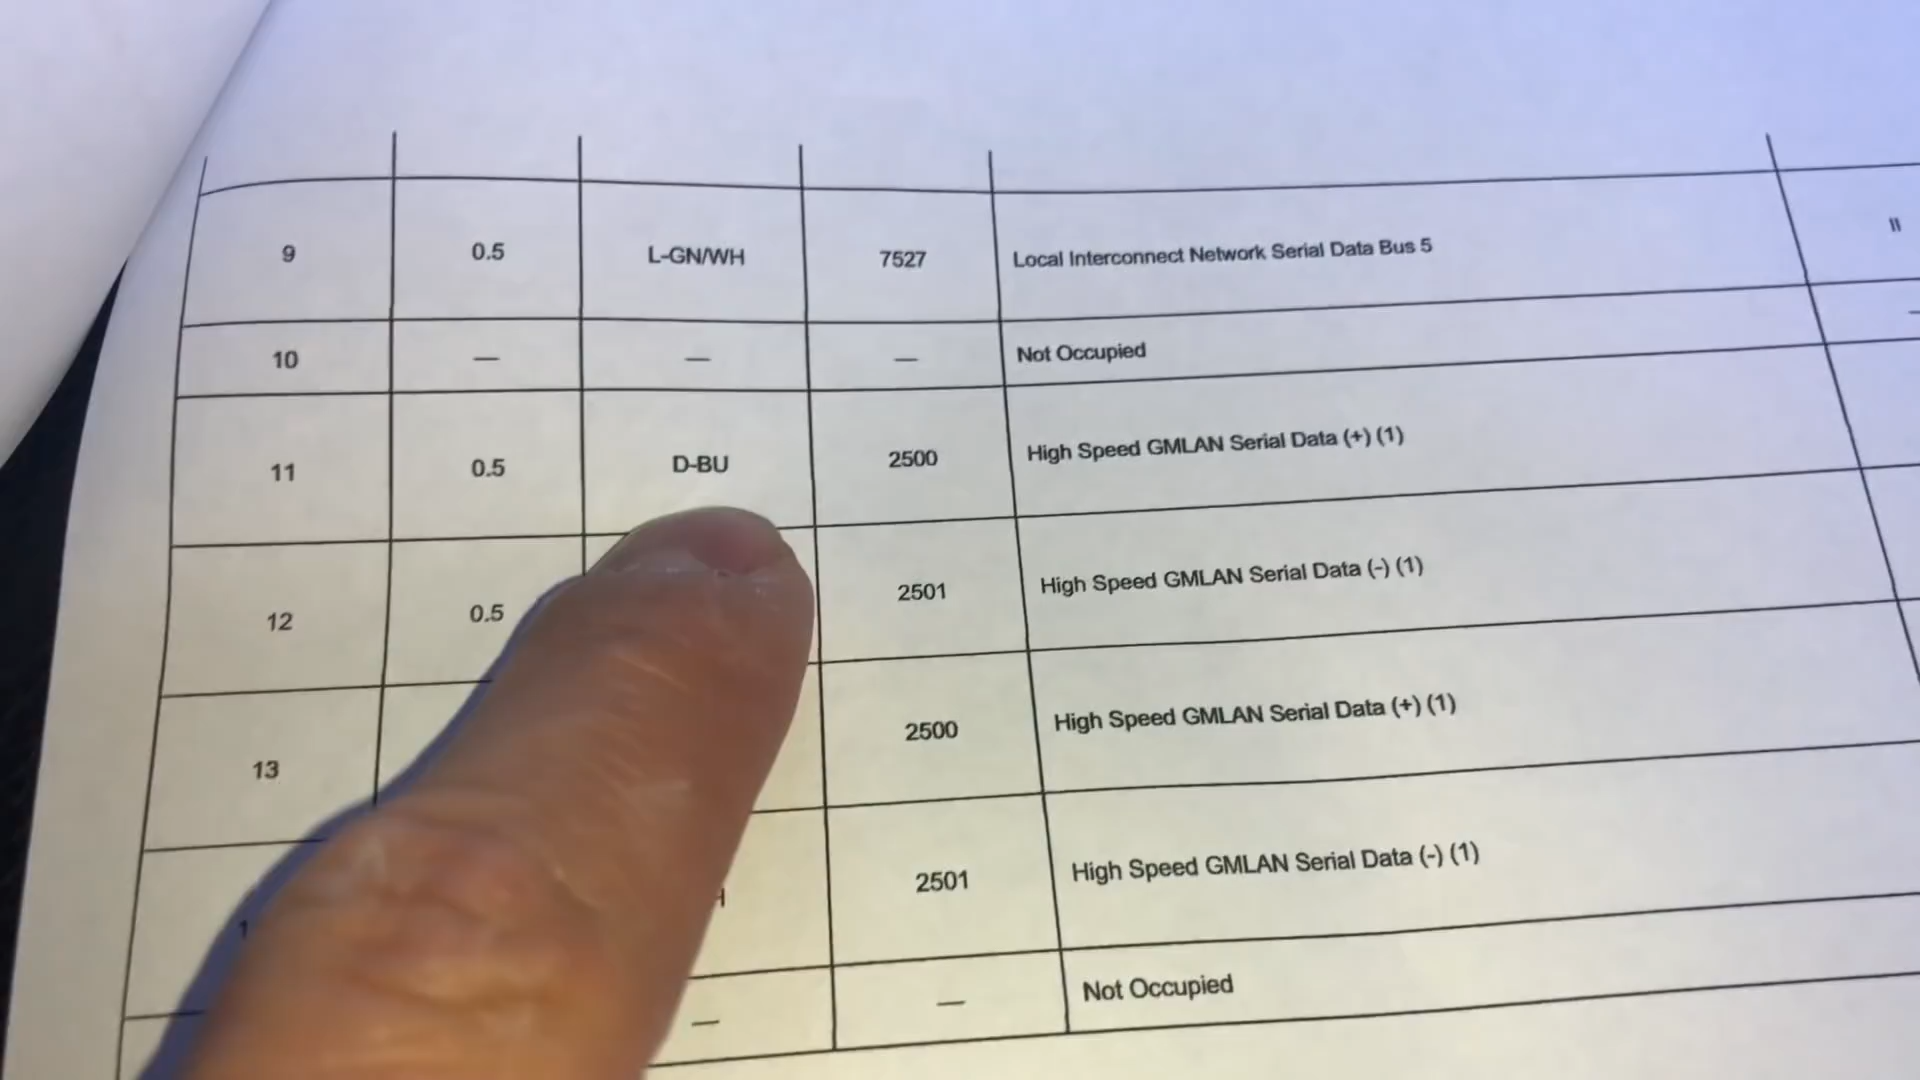 9 0.5 L-GN/WH 7527 Local Interconnect Network Serial Data Bus 5 II
10 — — — Not Occupied —
11 0.5 D-BU 2500 High Speed GMLAN Serial Data (+) (1)
12 0.5 2501 High Speed GMLAN Serial Data (-) (1)
13 2500 High Speed GMLAN Serial Data (+) (1)
1 2501 High Speed GMLAN Serial Data (-) (1)
— — Not Occupied